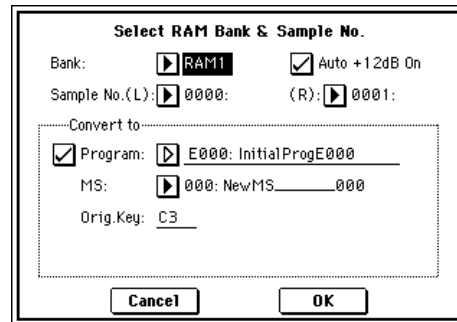 Select RAM Bank & Sample No.
Bank: RAM1 Auto +12dB On
Sample No.(L): 0000: (R): 0001:
Convert to
Program: E000: InitialProgE000
MS: 000: NewMS________000
Orig.Key: C3
Cancel OK